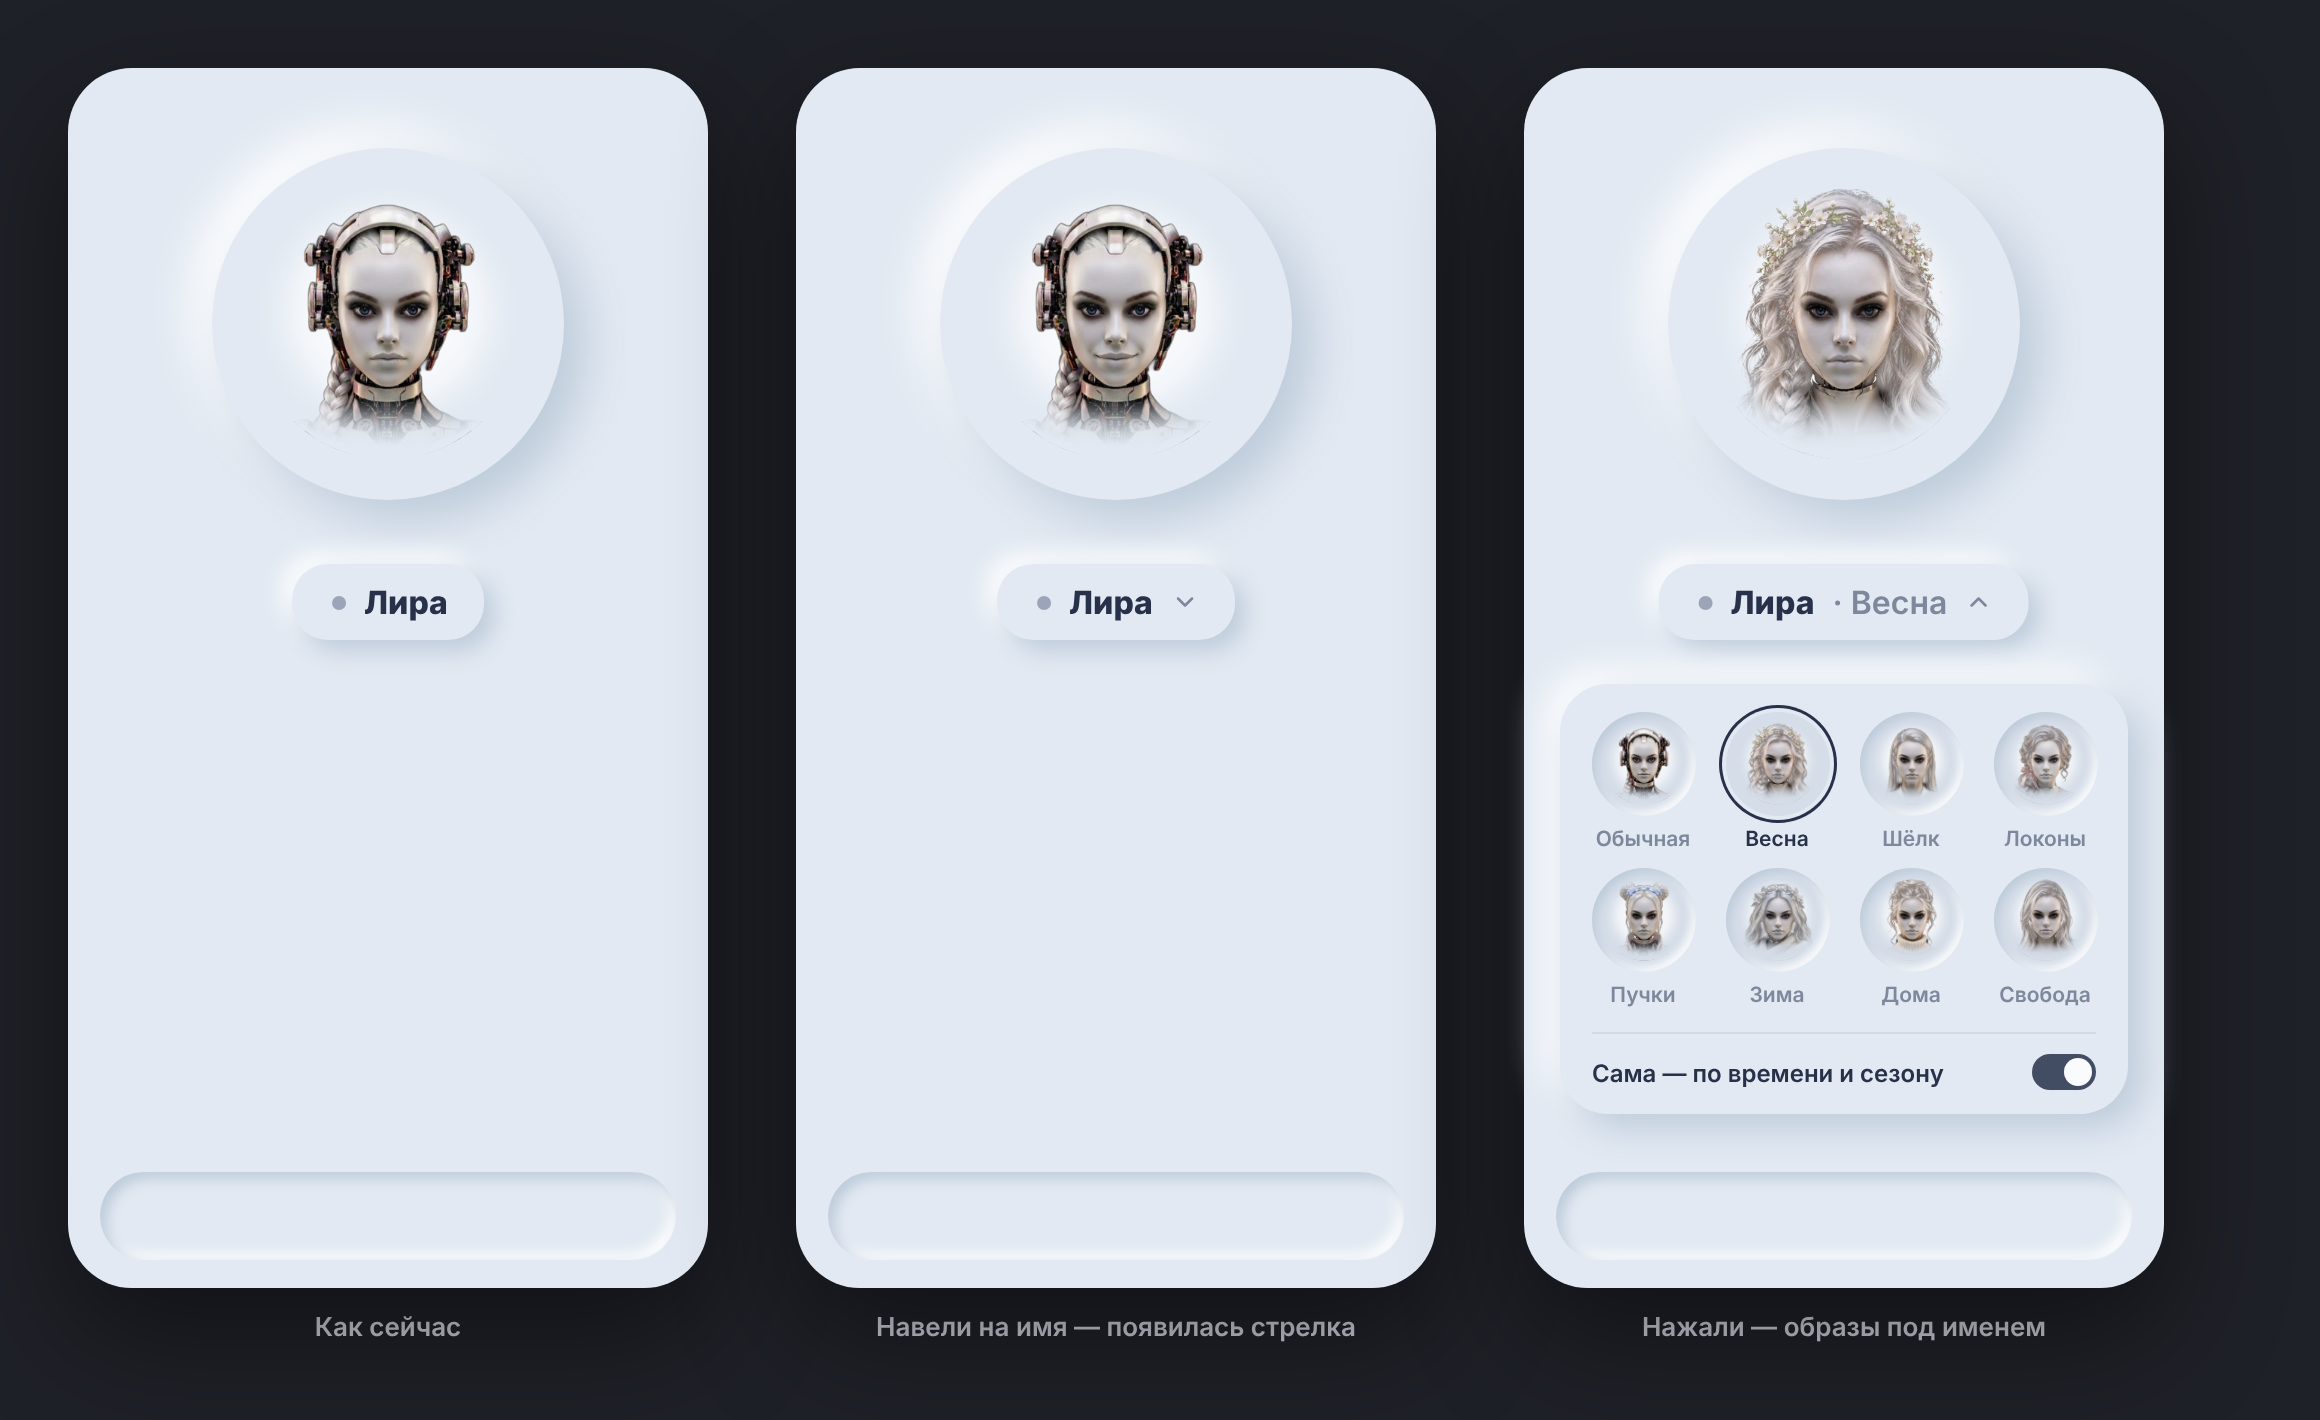 Лира
Лира
Лира · Весна
Обычная Весна Шёлк Локоны
Пучки Зима Дома Свобода
Сама — по времени и сезону
Как сейчас
Навели на имя — появилась стрелка
Нажали — образы под именем